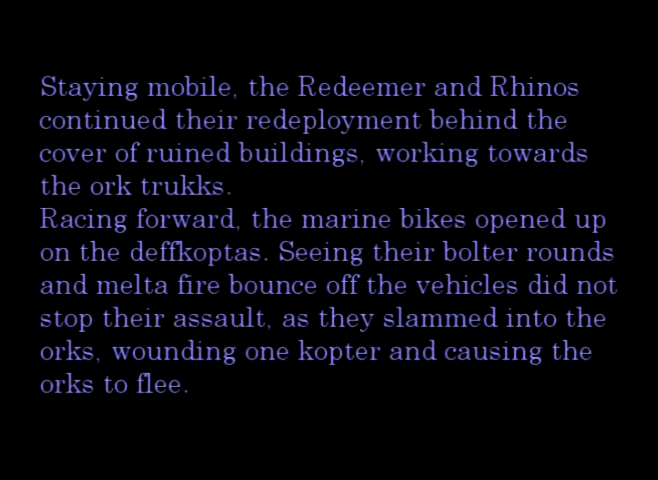 Staying mobile, the Redeemer and Rhinos
continued their redeployment behind the
cover of ruined buildings, working towards
the ork trukks.
Racing forward, the marine bikes opened up
on the deffkoptas. Seeing their bolter rounds
and melta fire bounce off the vehicles did not
stop their assault, as they slammed into the
orks, wounding one kopter and causing the
orks to flee.